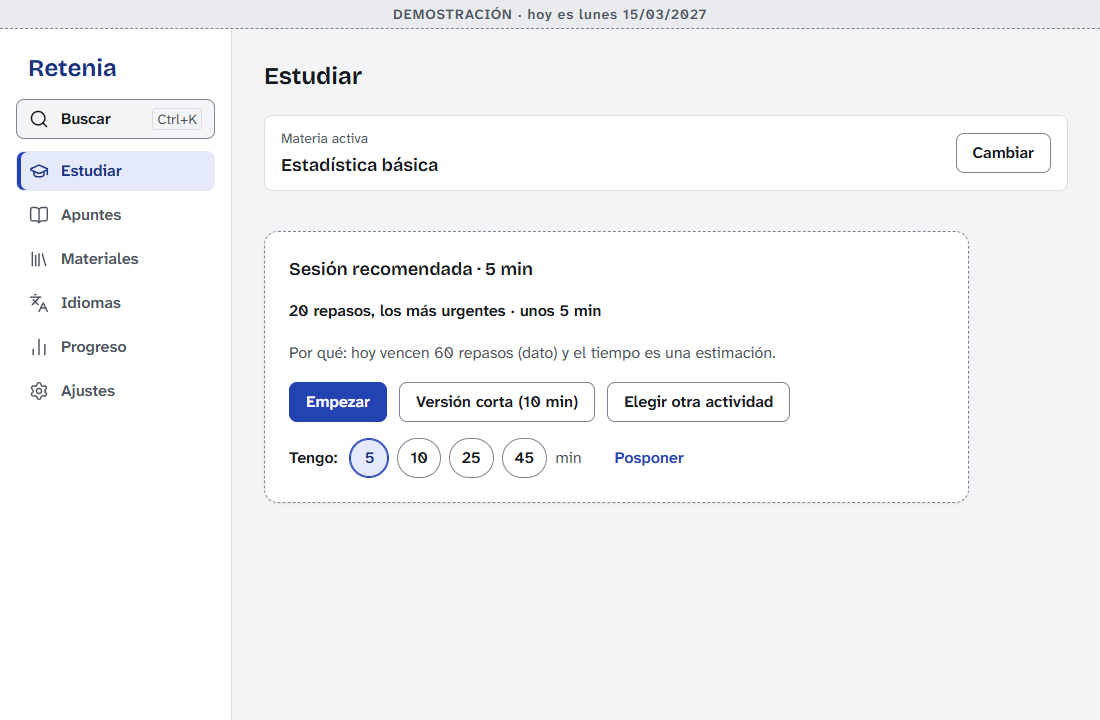 DEMOSTRACIÓN · hoy es lunes 15/03/2027
Retenia
Buscar Ctrl+K
Estudiar
Apuntes
Materiales
Idiomas
Progreso
Ajustes
Estudiar
Materia activa
Estadística básica
Cambiar
Sesión recomendada · 5 min
20 repasos, los más urgentes · unos 5 min
Por qué: hoy vencen 60 repasos (dato) y el tiempo es una estimación.
Empezar Versión corta (10 min) Elegir otra actividad
Tengo: 5 10 25 45 min Posponer